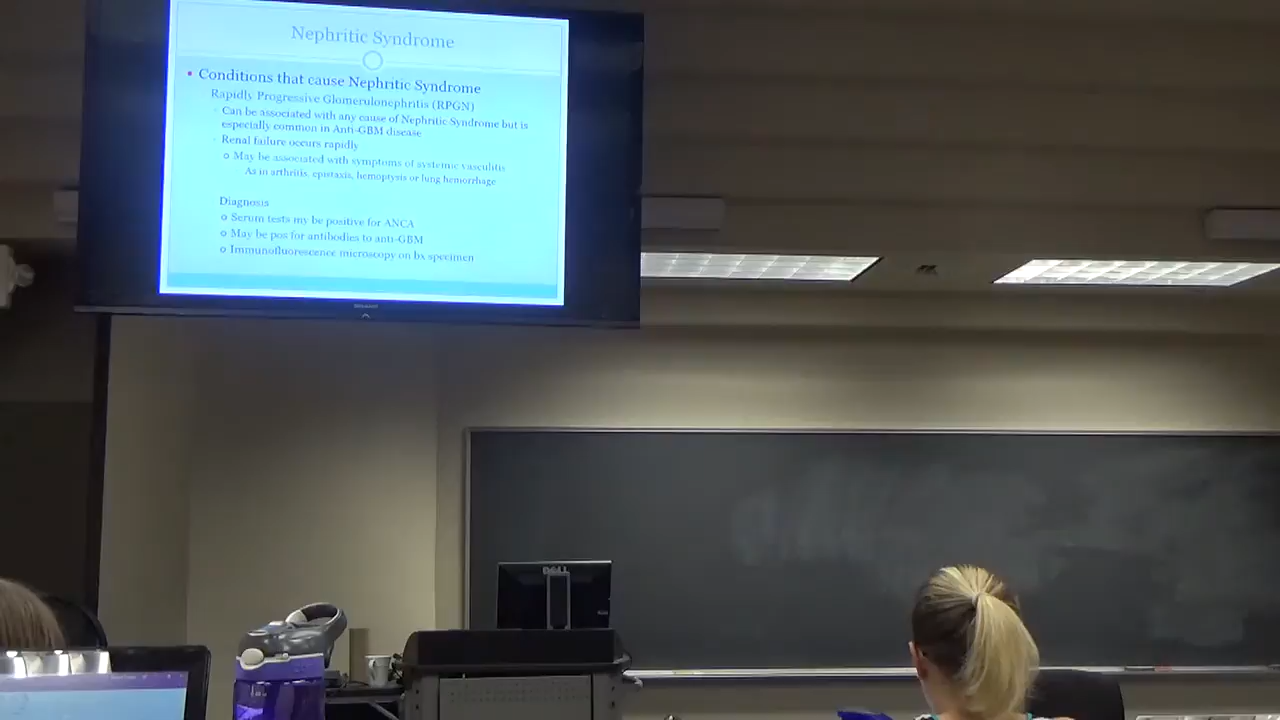 Nephritic Syndrome
• Conditions that cause Nephritic Syndrome
Rapidly Progressive Glomerulonephritis (RPGN)
Can be associated with any cause of Nephritic Syndrome but is
especially common in Anti-GBM disease
Renal failure occurs rapidly
o May be associated with symptoms of systemic vasculitis
As in arthritis, epistaxis, hemoptysis or lung hemorrhage
Diagnosis
o Serum tests my be positive for ANCA
o May be pos for antibodies to anti-GBM
o Immunofluorescence microscopy on bx specimen
DELL